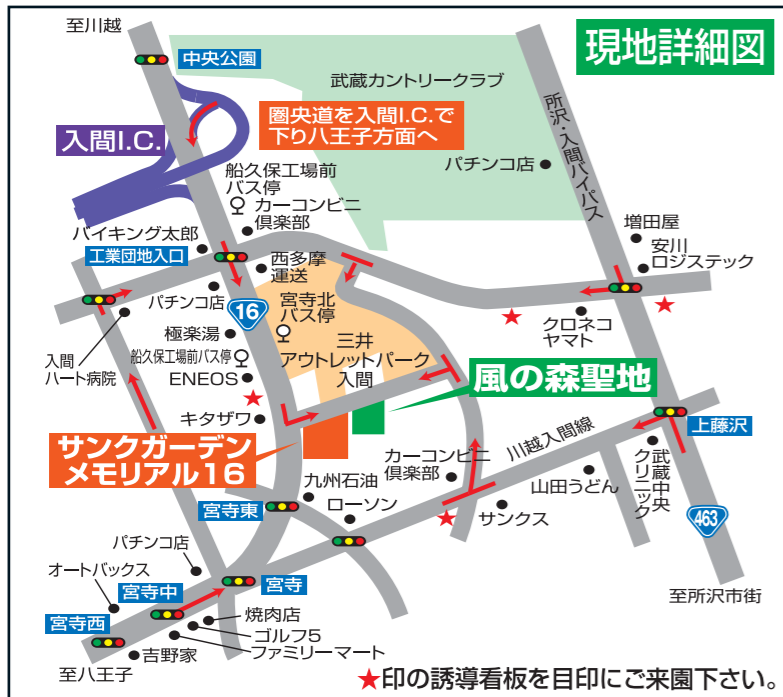 至川越
現地詳細図
中央公園
武蔵カントリークラブ
圏央道を入間I.C.で
下り八王子方面へ
入間I.C.
所沢・入間バイパス
パチンコ店
船久保工場前
バス停
カーコンビニ
倶楽部
バイキング太郎
工業団地入口
増田屋
安川
ロジステック
西多摩
運送
パチンコ店
16
宮寺北
バス停
クロネコ
ヤマト
極楽湯
三井
アウトレットパーク
入間
入間
ハート病院
船久保工場前バス停
ENEOS
風の森聖地
キタザワ
上藤沢
サンクガーデン
メモリアル16
川越入間線
カーコンビニ
倶楽部
武蔵中央
クリニック
九州石油
山田うどん
ローソン
サンクス
宮寺東
463
パチンコ店
オートバックス
宮寺中
宮寺
至所沢市街
宮寺西
焼肉店
ゴルフ5
ファミリーマート
吉野家
至八王子
★印の誘導看板を目印にご来園下さい。